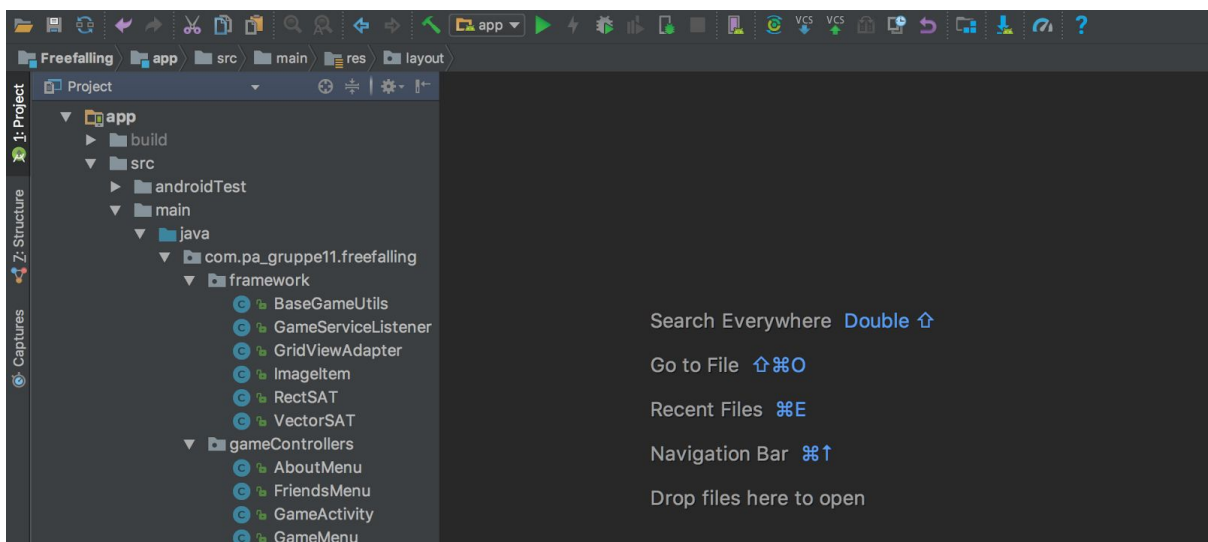 app
VCS VCS
?
Freefalling app src main res layout
1: Project
Project
app
build
src
androidTest
main
java
com.pa_gruppe11.freefalling
framework
C BaseGameUtils
C GameServiceListener
C GridViewAdapter
C ImageItem
C RectSAT
C VectorSAT
gameControllers
C AboutMenu
C FriendsMenu
C GameActivity
C GameMenu
Z: Structure
Captures
Search Everywhere Double ⇧
Go to File ⇧⌘O
Recent Files ⌘E
Navigation Bar ⌘↑
Drop files here to open